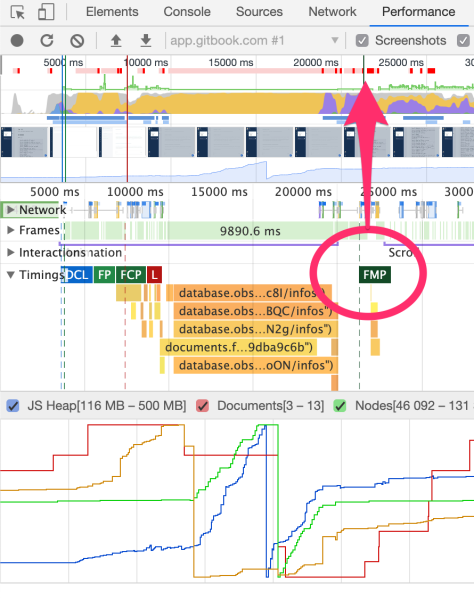 Elements Console Sources Network Performance
app.gitbook.com #1 Screenshots
5000 ms 10000 ms 15000 ms 20000 ms 25000 ms 30
5000 ms 10000 ms 15000 ms 20000 ms 25000 ms 3000
Network
Frames 9890.6 ms
Interactionsmation Scro
Timings DCL FP FCP L FMP
database.obs...c8I/infos")
database.obs...BQC/infos")
database.obs...N2g/infos")
documents.f...9dba9c6b")
database.obs...oON/infos")
JS Heap[116 MB – 500 MB] Documents[3 – 13] Nodes[46 092 – 131